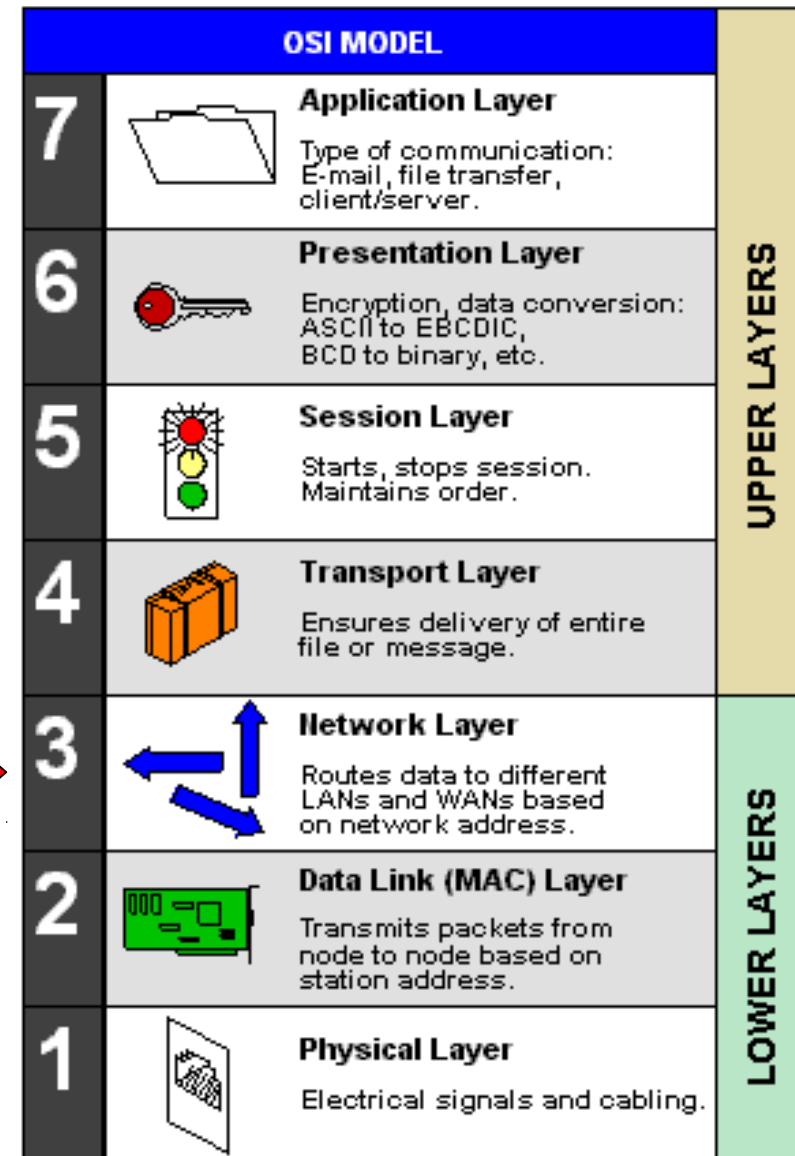 OSI MODEL
7
Application Layer
Type of communication:
E-mail, file transfer,
client/server.
6
Presentation Layer
Encryption, data conversion:
ASCII to EBCDIC,
BCD to binary, etc.
5
Session Layer
Starts, stops session.
Maintains order.
4
Transport Layer
Ensures delivery of entire
file or message.
UPPER LAYERS
3
Network Layer
Routes data to different
LANs and WANs based
on network address.
2
Data Link (MAC) Layer
Transmits packets from
node to node based on
station address.
1
Physical Layer
Electrical signals and cabling.
LOWER LAYERS